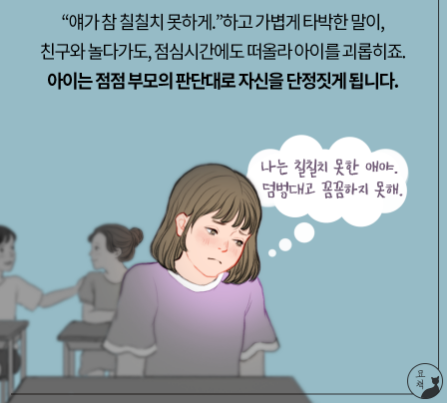 “얘가 참 칠칠치 못하게.”하고 가볍게 타박한 말이,
친구와 놀다가도, 점심시간에도 떠올라 아이를 괴롭히죠.
아이는 점점 부모의 판단대로 자신을 단정짓게 됩니다.
나는 칠칠치 못한 애야.
덤벙대고 꼼꼼하지 못해.